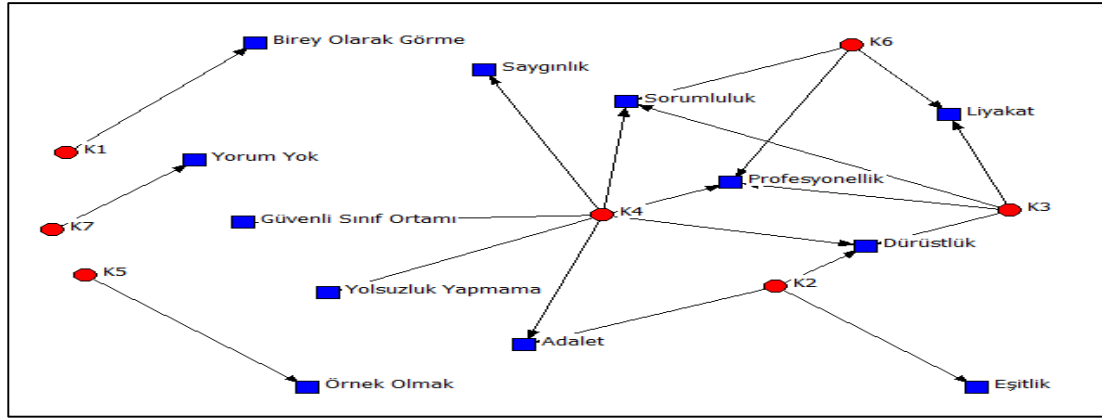 Birey Olarak Görme
K6
Saygınlık
Sorumluluk
Liyakat
K1
Yorum Yok
Profesyonellik
K3
K4
Güvenli Sınıf Ortamı
K7
Dürüstlük
K5
K2
Yolsuzluk Yapmama
Adalet
Örnek Olmak
Eşitlik